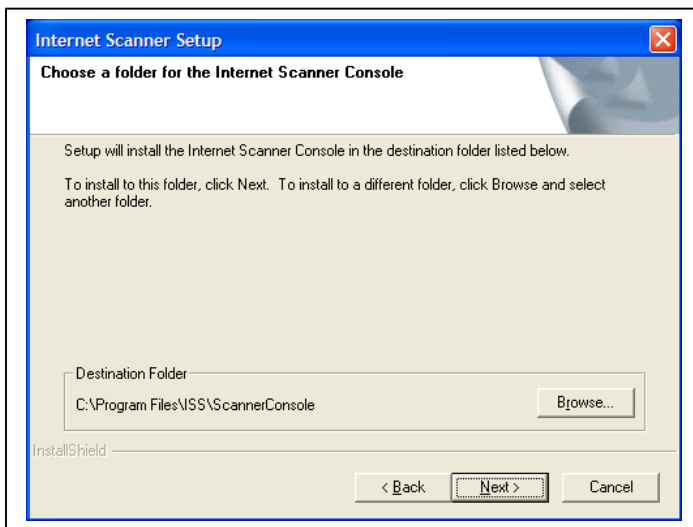 Internet Scanner Setup
Choose a folder for the Internet Scanner Console
Setup will install the Internet Scanner Console in the destination folder listed below.
To install to this folder, click Next. To install to a different folder, click Browse and select
another folder.
Destination Folder
C:\Program Files\ISS\ScannerConsole
Browse...
InstallShield
< Back
Next >
Cancel